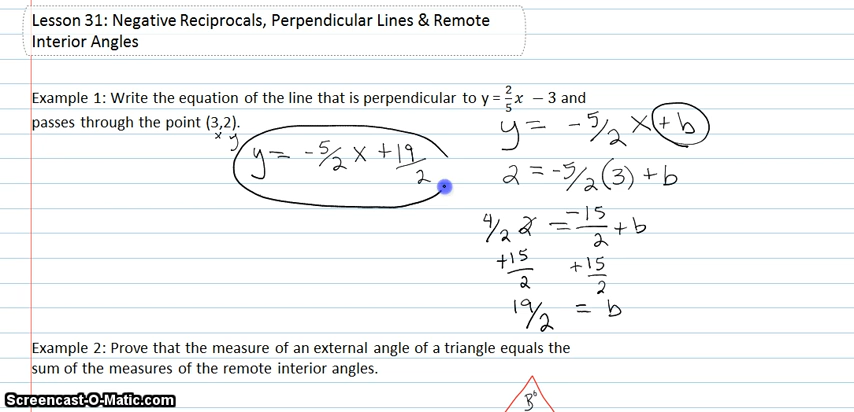 Lesson 31: Negative Reciprocals, Perpendicular Lines & Remote
Interior Angles
Example 1: Write the equation of the line that is perpendicular to y = 2/5 x − 3 and
passes through the point (3,2).
x y
y = -5/2 x + 19/2
y = -5/2 x + b
2 = -5/2 (3) + b
4/2 2 = -15/2 + b
+15/2 +15/2
19/2 = b
Example 2: Prove that the measure of an external angle of a triangle equals the
sum of the measures of the remote interior angles.
B
Screencast-O-Matic.com